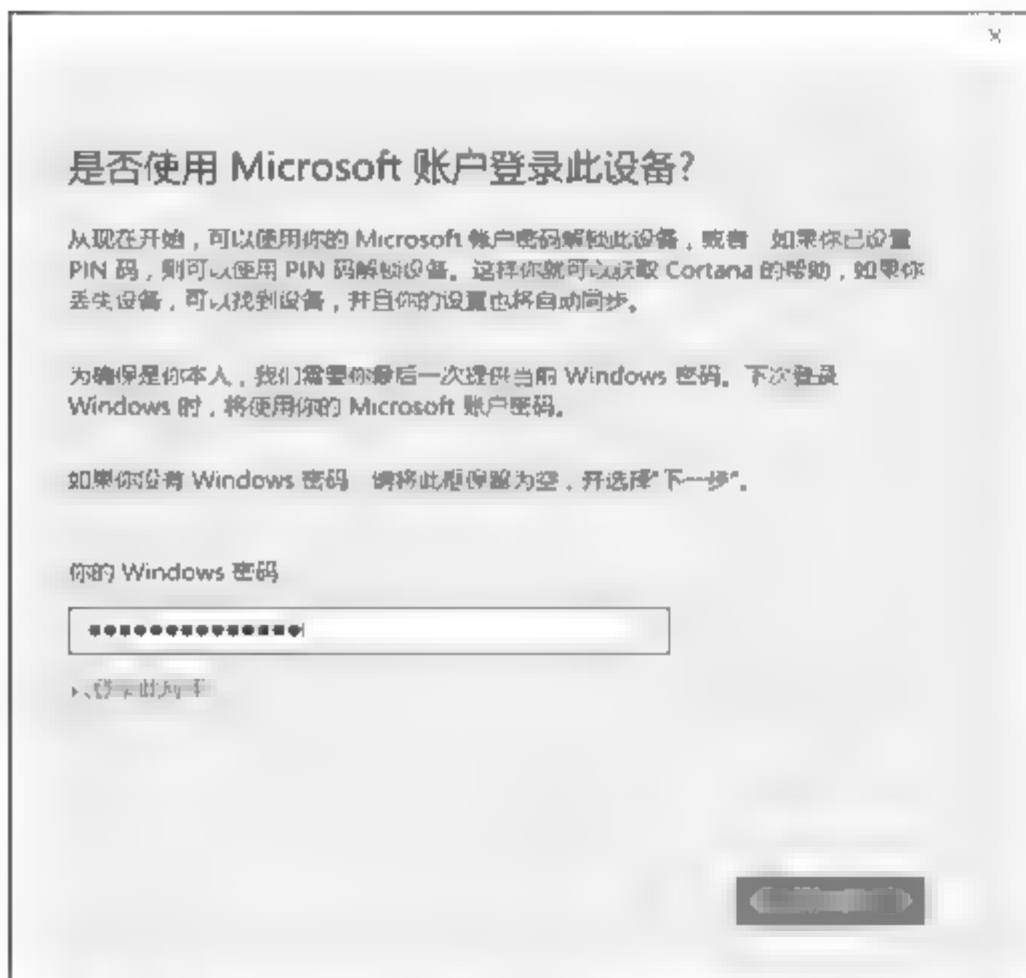 是否使用 Microsoft 账户登录此设备?
从现在开始，可以使用你的 Microsoft 账户密码解锁此设备，或者 如果你已设置
PIN 码，则可以使用 PIN 码解锁设备。这样你就可以获取 Cortana 的帮助，如果你
丢失设备，可以找到设备，并且你的设置也将自动同步。
为确保是你本人，我们需要你最后一次提供当前 Windows 密码。下次登录
Windows 时，将使用你的 Microsoft 账户密码。
如果你没有 Windows 密码 请将此框保留为空，并选择"下一步"。
你的 Windows 密码